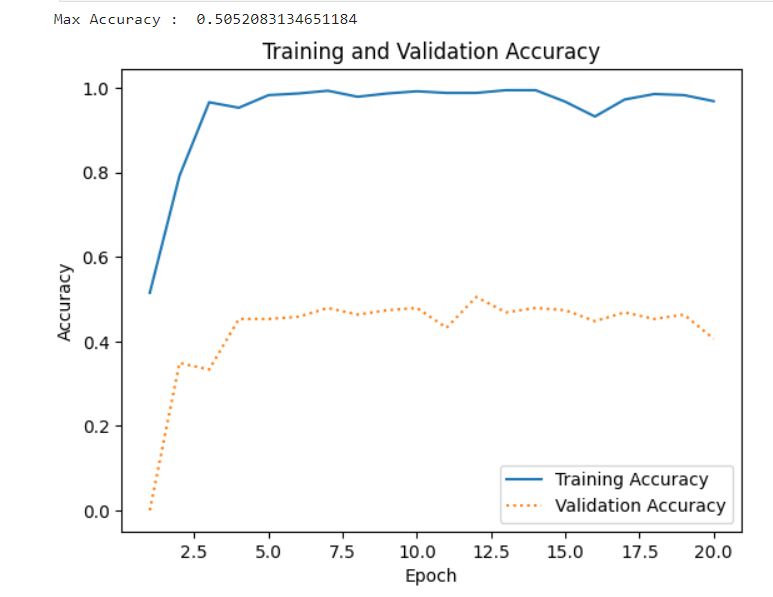 Max Accuracy :  0.5052083134651184
Training and Validation Accuracy
1.0
0.8
0.6
0.4
0.2
0.0
Accuracy
Training Accuracy
Validation Accuracy
2.5 5.0 7.5 10.0 12.5 15.0 17.5 20.0
Epoch